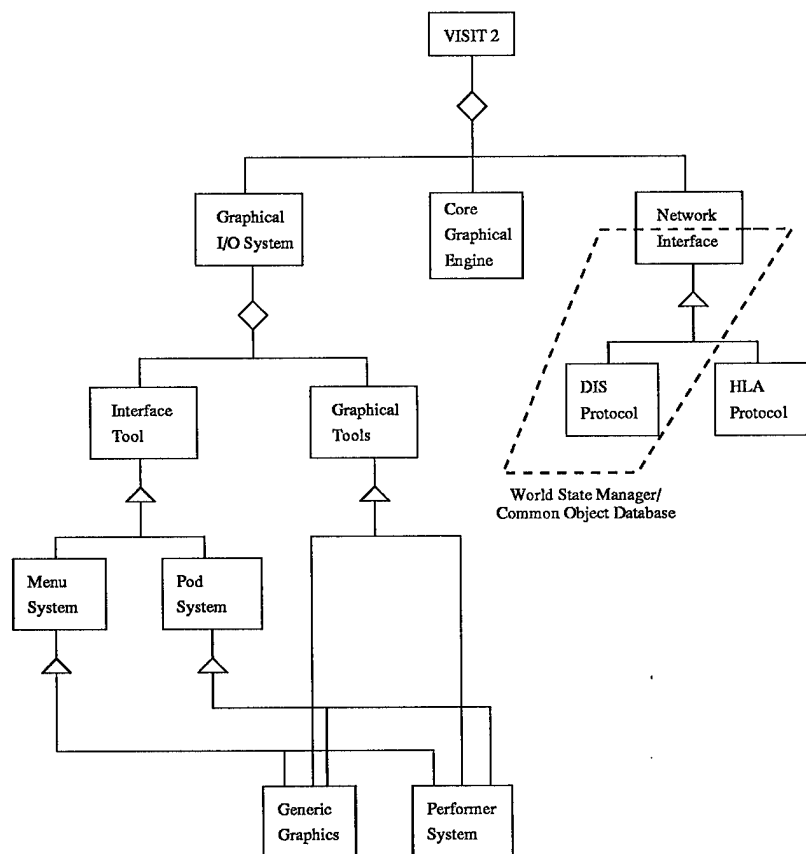 VISIT 2
Graphical
I/O System
Core
Graphical
Engine
Network
Interface
Interface
Tool
Graphical
Tools
DIS
Protocol
HLA
Protocol
World State Manager/
Common Object Database
Menu
System
Pod
System
Generic
Graphics
Performer
System